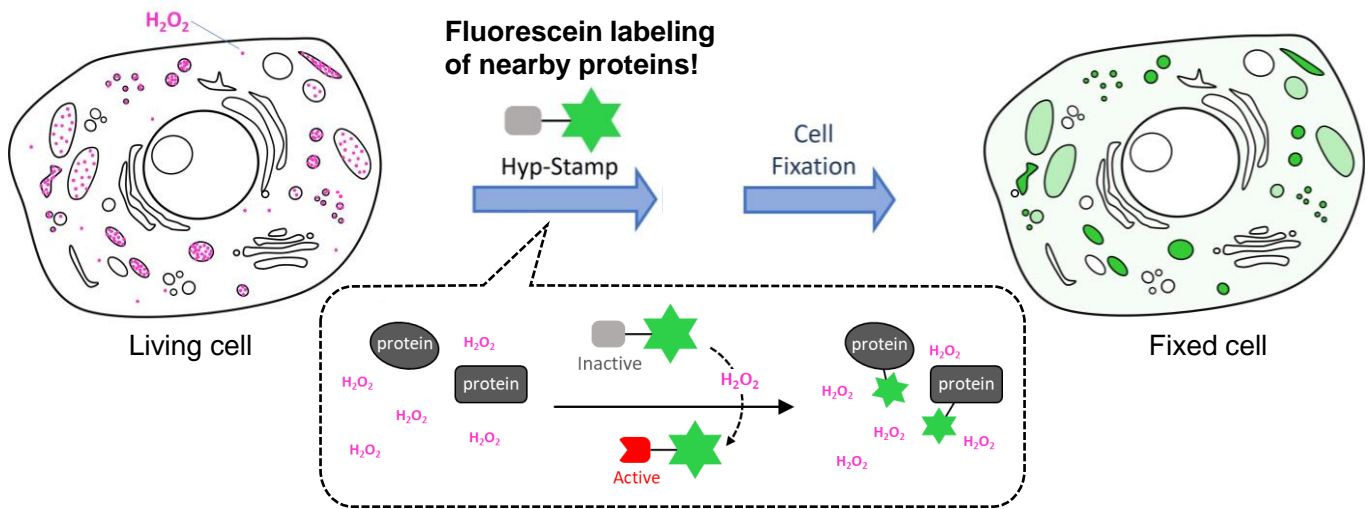 H₂O₂
Fluorescein labeling
of nearby proteins!
Hyp-Stamp
Cell
Fixation
Living cell
Fixed cell
protein
H₂O₂
H₂O₂
protein
H₂O₂
H₂O₂
H₂O₂
Inactive
H₂O₂
Active
protein
H₂O₂
H₂O₂
protein
H₂O₂
H₂O₂
H₂O₂